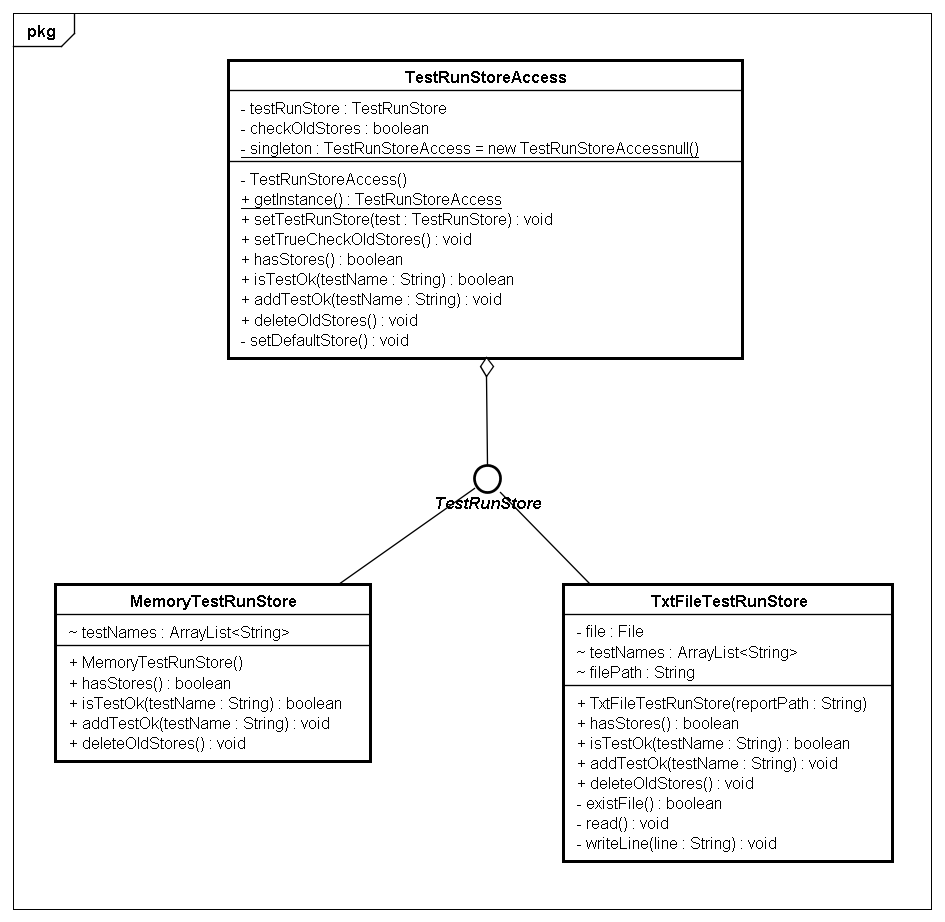 pkg
TestRunStoreAccess
- testRunStore : TestRunStore
- checkOldStores : boolean
- singleton : TestRunStoreAccess = new TestRunStoreAccessnull()
- TestRunStoreAccess()
+ getInstance() : TestRunStoreAccess
+ setTestRunStore(test : TestRunStore) : void
+ setTrueCheckOldStores() : void
+ hasStores() : boolean
+ isTestOk(testName : String) : boolean
+ addTestOk(testName : String) : void
+ deleteOldStores() : void
- setDefaultStore() : void
TestRunStore
MemoryTestRunStore
~ testNames : ArrayList<String>
+ MemoryTestRunStore()
+ hasStores() : boolean
+ isTestOk(testName : String) : boolean
+ addTestOk(testName : String) : void
+ deleteOldStores() : void
TxtFileTestRunStore
- file : File
~ testNames : ArrayList<String>
~ filePath : String
+ TxtFileTestRunStore(reportPath : String)
+ hasStores() : boolean
+ isTestOk(testName : String) : boolean
+ addTestOk(testName : String) : void
+ deleteOldStores() : void
- existFile() : boolean
- read() : void
- writeLine(line : String) : void